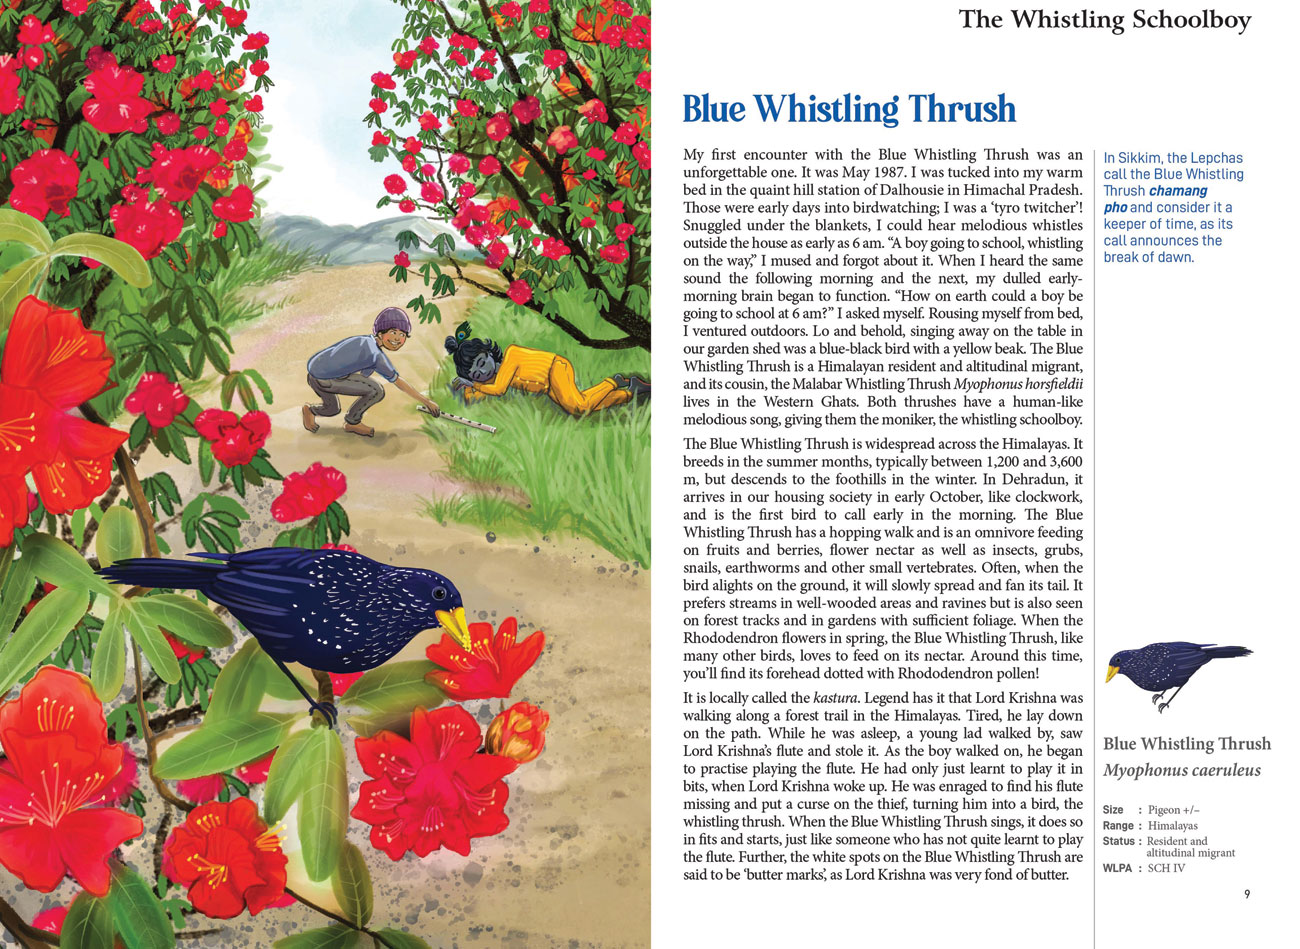 The Whistling Schoolboy
Blue Whistling Thrush
My first encounter with the Blue Whistling Thrush was an
unforgettable one. It was May 1987. I was tucked into my warm
bed in the quaint hill station of Dalhousie in Himachal Pradesh.
Those were early days into birdwatching; I was a ‘tyro twitcher’!
Snuggled under the blankets, I could hear melodious whistles
outside the house as early as 6 am. “A boy going to school, whistling
on the way,” I mused and forgot about it. When I heard the same
sound the following morning and the next, my dulled early-
morning brain began to function. “How on earth could a boy be
going to school at 6 am?” I asked myself. Rousing myself from bed,
I ventured outdoors. Lo and behold, singing away on the table in
our garden shed was a blue-black bird with a yellow beak. The Blue
Whistling Thrush is a Himalayan resident and altitudinal migrant,
and its cousin, the Malabar Whistling Thrush Myophonus horsfieldii
lives in the Western Ghats. Both thrushes have a human-like
melodious song, giving them the moniker, the whistling schoolboy.
The Blue Whistling Thrush is widespread across the Himalayas. It
breeds in the summer months, typically between 1,200 and 3,600
m, but descends to the foothills in the winter. In Dehradun, it
arrives in our housing society in early October, like clockwork,
and is the first bird to call early in the morning. The Blue
Whistling Thrush has a hopping walk and is an omnivore feeding
on fruits and berries, flower nectar as well as insects, grubs,
snails, earthworms and other small vertebrates. Often, when the
bird alights on the ground, it will slowly spread and fan its tail. It
prefers streams in well-wooded areas and ravines but is also seen
on forest tracks and in gardens with sufficient foliage. When the
Rhododendron flowers in spring, the Blue Whistling Thrush, like
many other birds, loves to feed on its nectar. Around this time,
you’ll find its forehead dotted with Rhododendron pollen!
It is locally called the kastura. Legend has it that Lord Krishna was
walking along a forest trail in the Himalayas. Tired, he lay down
on the path. While he was asleep, a young lad walked by, saw
Lord Krishna’s flute and stole it. As the boy walked on, he began
to practise playing the flute. He had only just learnt to play it in
bits, when Lord Krishna woke up. He was enraged to find his flute
missing and put a curse on the thief, turning him into a bird, the
whistling thrush. When the Blue Whistling Thrush sings, it does so
in fits and starts, just like someone who has not quite learnt to play
the flute. Further, the white spots on the Blue Whistling Thrush are
said to be ‘butter marks’, as Lord Krishna was very fond of butter.
In Sikkim, the Lepchas
call the Blue Whistling
Thrush chamang
pho and consider it a
keeper of time, as its
call announces the
break of dawn.
Blue Whistling Thrush
Myophonus caeruleus
Size : Pigeon +/–
Range : Himalayas
Status : Resident and
altitudinal migrant
WLPA : SCH IV
9